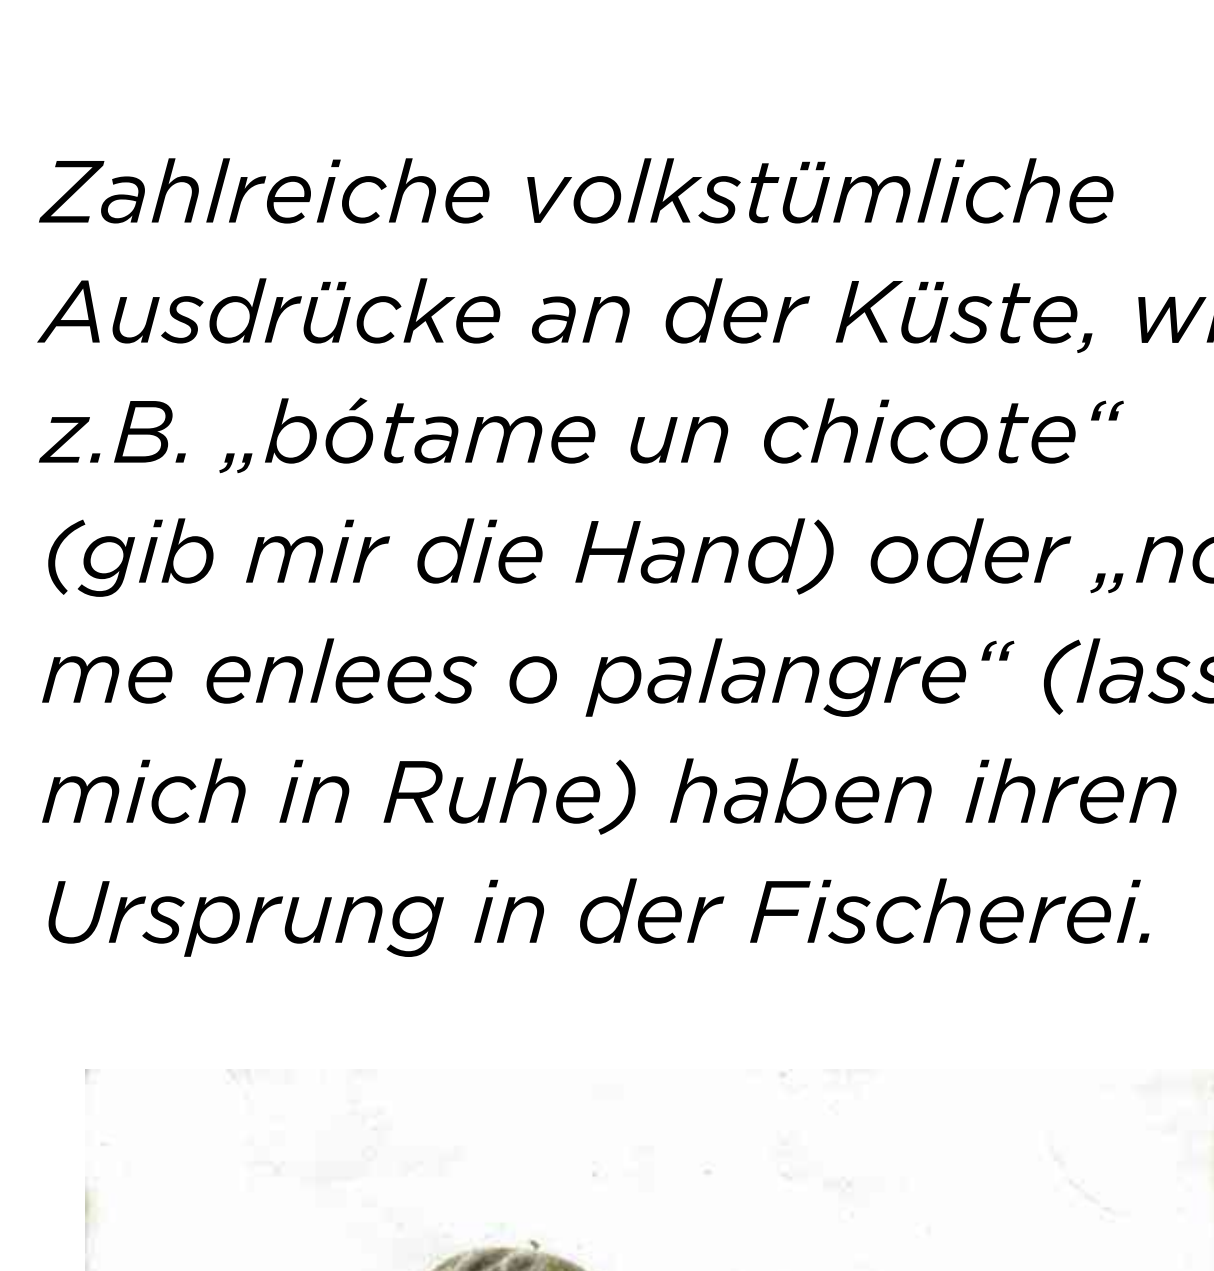 Zahlreiche volkstümliche
Ausdrücke an der Küste,
z.B. „bótame un chicote“
(gib mir die Hand) oder
me enlees o palangre“ (lass
mich in Ruhe) haben ihren
Ursprung in der Fischerei.